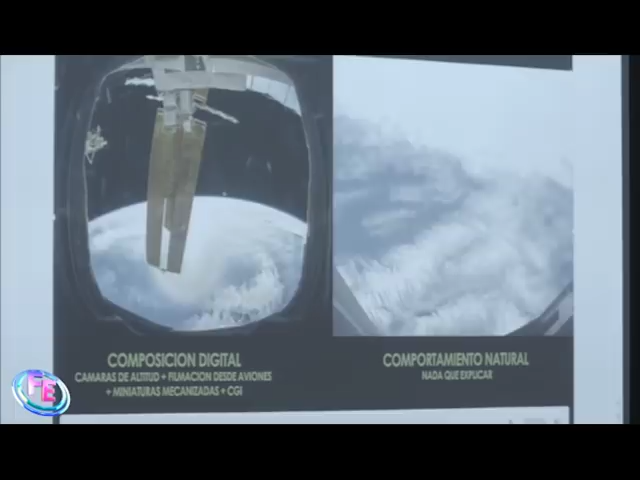 COMPOSICION DIGITAL
CAMARAS DE ALTITUD + FILMACION DESDE AVIONES
+ MINIATURAS MECANIZADAS + CGI
COMPORTAMIENTO NATURAL
NADA QUE EXPLICAR
FE